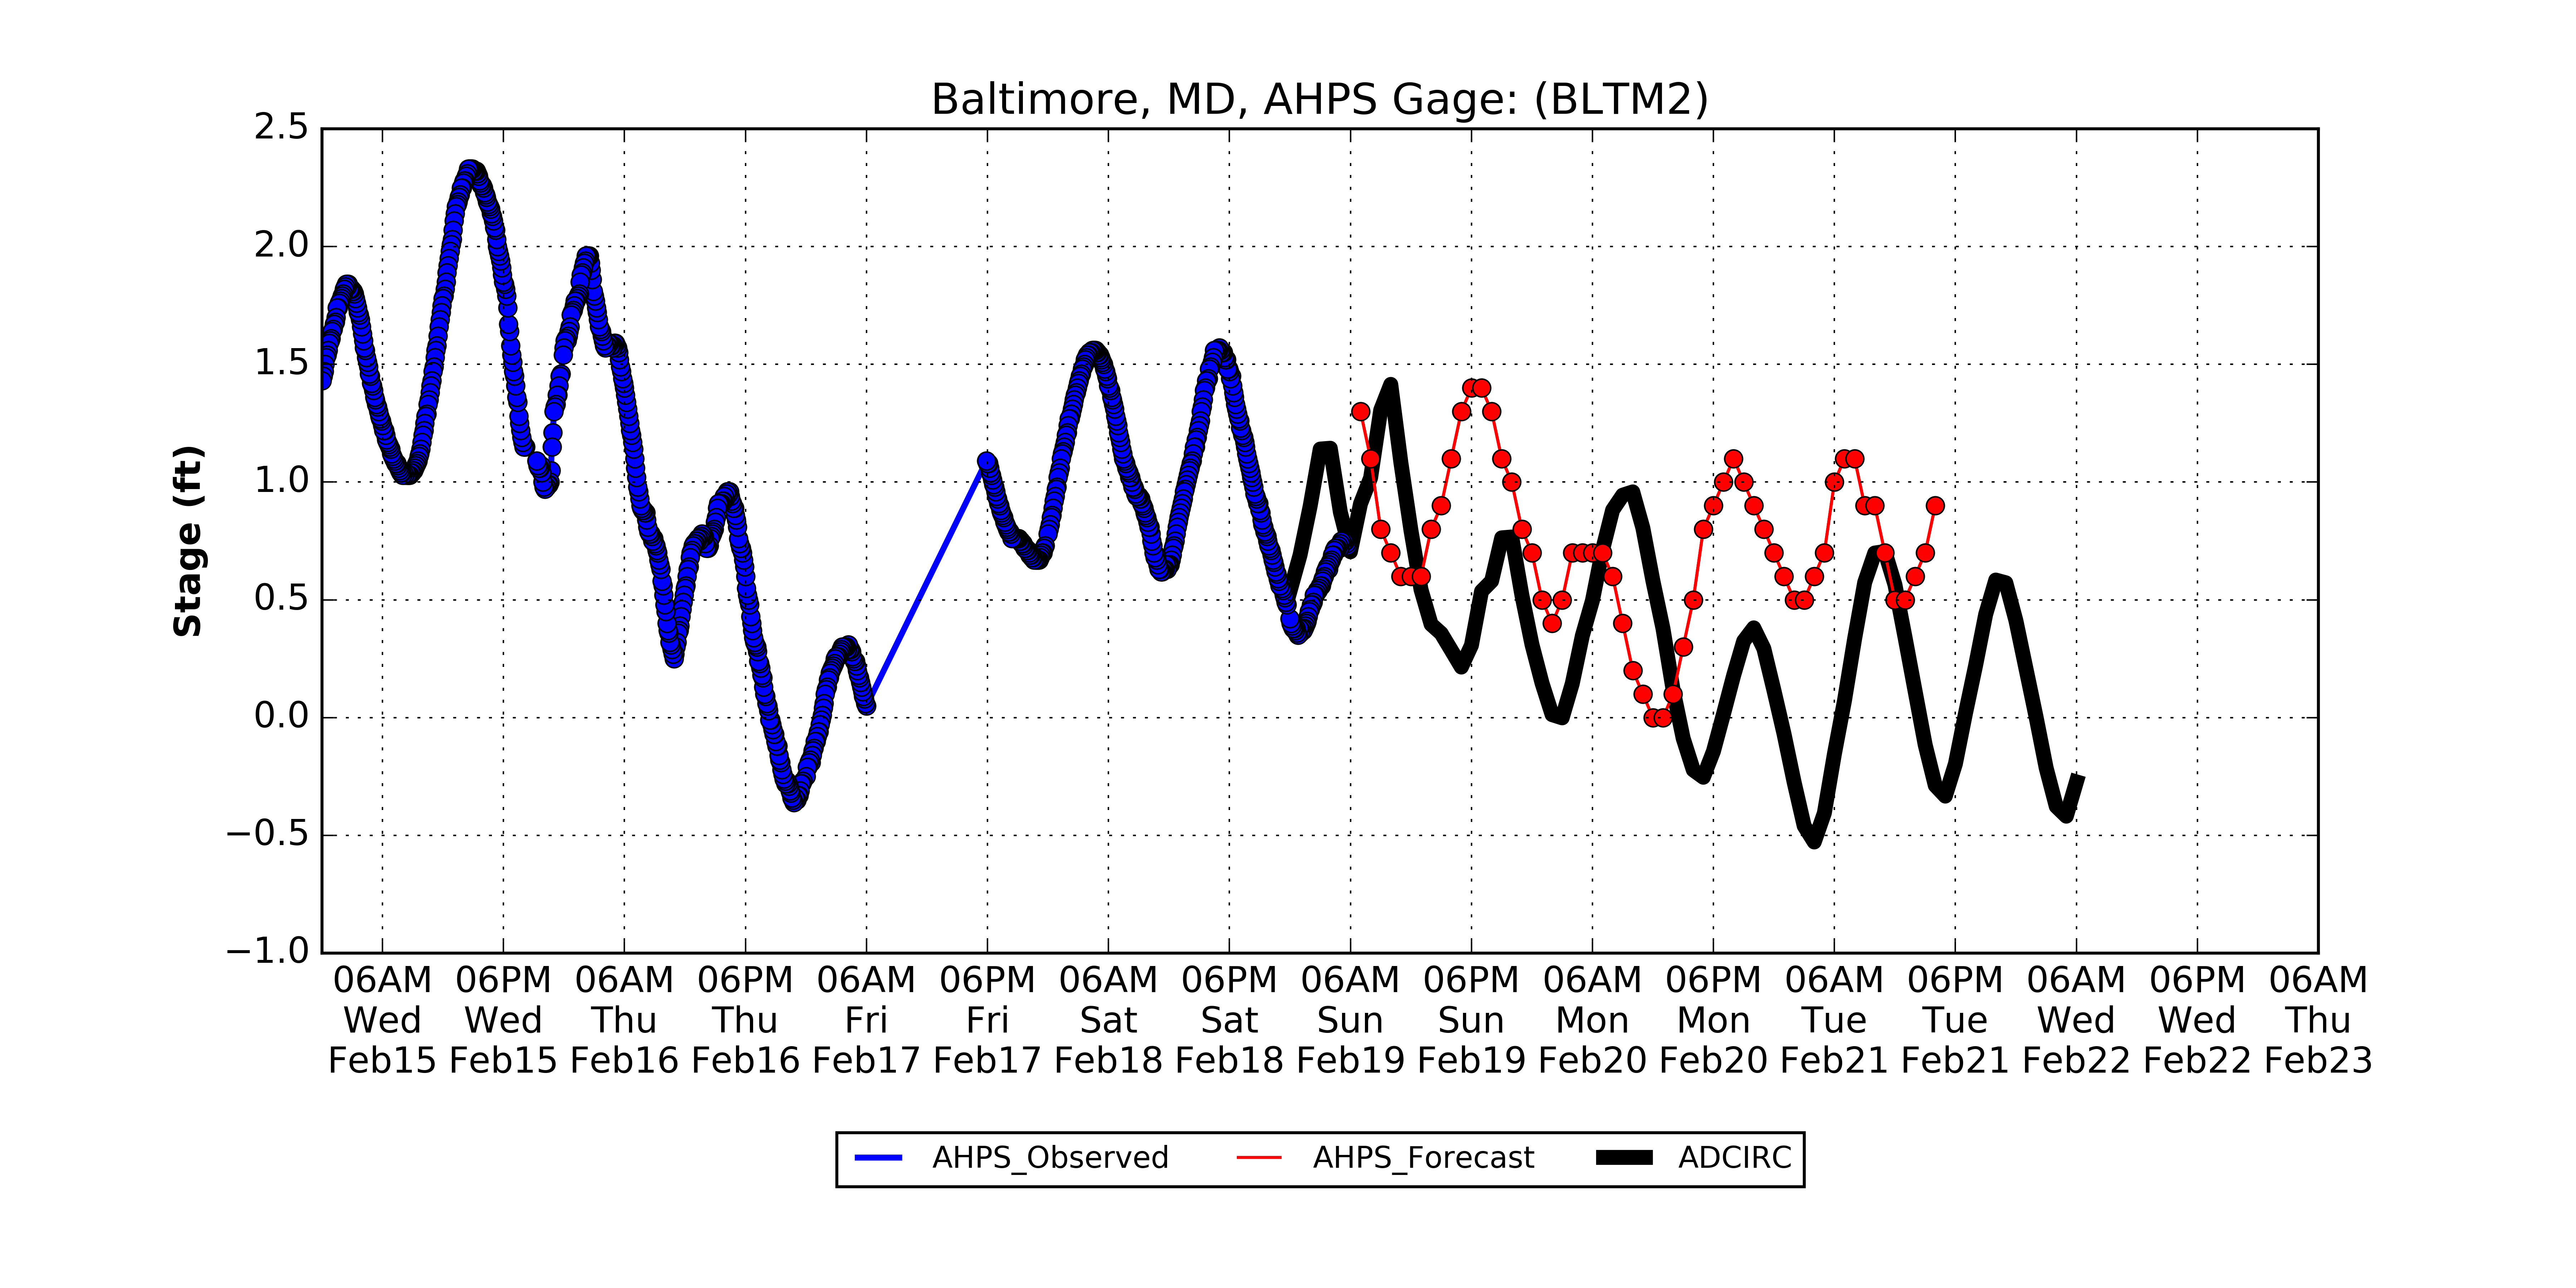 Baltimore, MD, AHPS Gage: (BLTM2)
2.5
2.0
1.5
1.0
0.5
0.0
−0.5
−1.0
Stage (ft)
06AM 06PM 06AM 06PM 06AM 06PM 06AM 06PM 06AM 06PM 06AM 06PM 06AM 06PM 06AM 06PM 06AM
Wed Wed Thu Thu Fri Fri Sat Sat Sun Sun Mon Mon Tue Tue Wed Wed Thu
Feb15 Feb15 Feb16 Feb16 Feb17 Feb17 Feb18 Feb18 Feb19 Feb19 Feb20 Feb20 Feb21 Feb21 Feb22 Feb22 Feb23
AHPS_Observed AHPS_Forecast ADCIRC